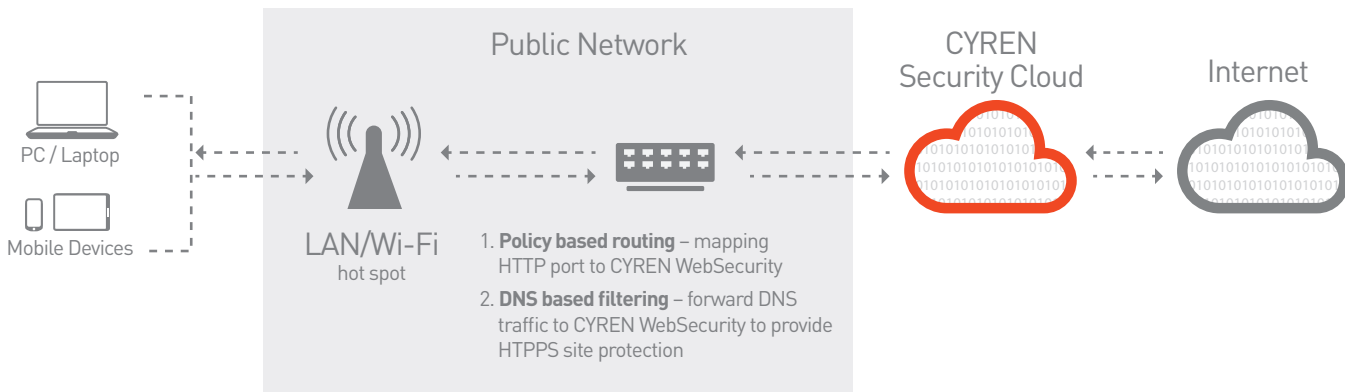 Public Network
CYREN
Security Cloud
Internet
PC / Laptop
Mobile Devices
LAN/Wi-Fi
hot spot
1. Policy based routing – mapping
HTTP port to CYREN WebSecurity
2. DNS based filtering – forward DNS
traffic to CYREN WebSecurity to provide
HTPPS site protection